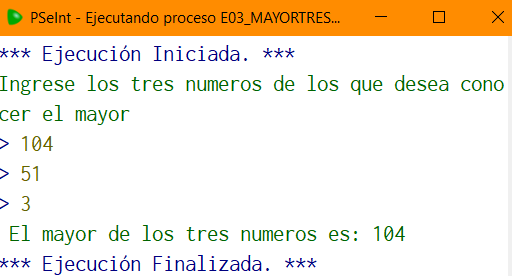 PSeInt - Ejecutando proceso E03_MAYORTRES...
*** Ejecución Iniciada. ***
Ingrese los tres numeros de los que desea cono
cer el mayor
> 104
> 51
> 3
El mayor de los tres numeros es: 104
*** Ejecución Finalizada. ***